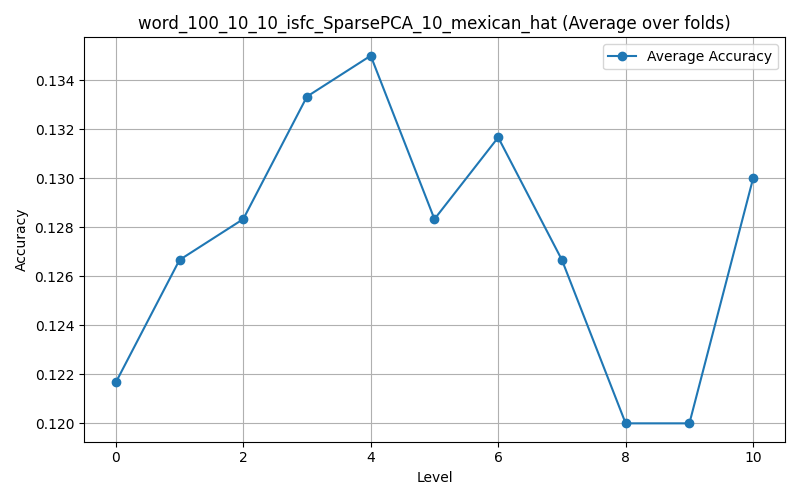 word_100_10_10_isfc_SparsePCA_10_mexican_hat (Average over folds)
Average Accuracy
Accuracy
0.134
0.132
0.130
0.128
0.126
0.124
0.122
0.120
0 2 4 6 8 10
Level